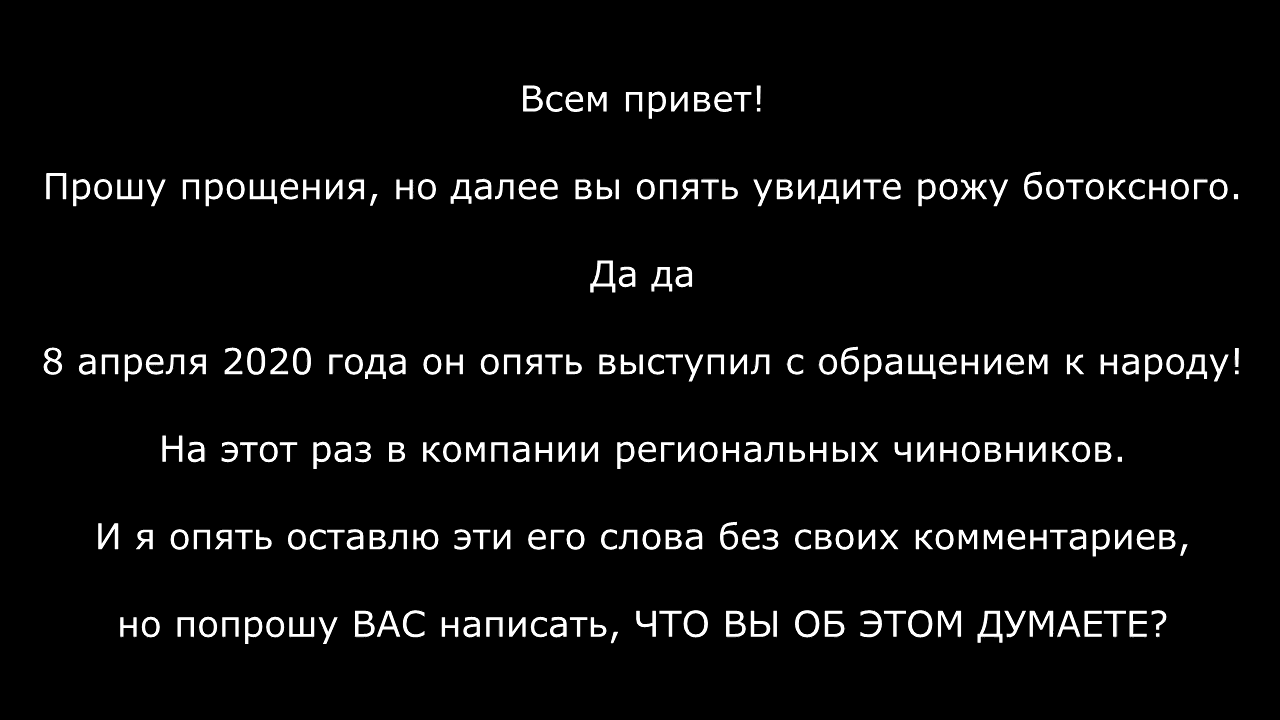 Всем привет!
Прошу прощения, но далее вы опять увидите рожу ботоксного.
Да да
8 апреля 2020 года он опять выступил с обращением к народу!
На этот раз в компании региональных чиновников.
И я опять оставлю эти его слова без своих комментариев,
но попрошу ВАС написать, ЧТО ВЫ ОБ ЭТОМ ДУМАЕТЕ?